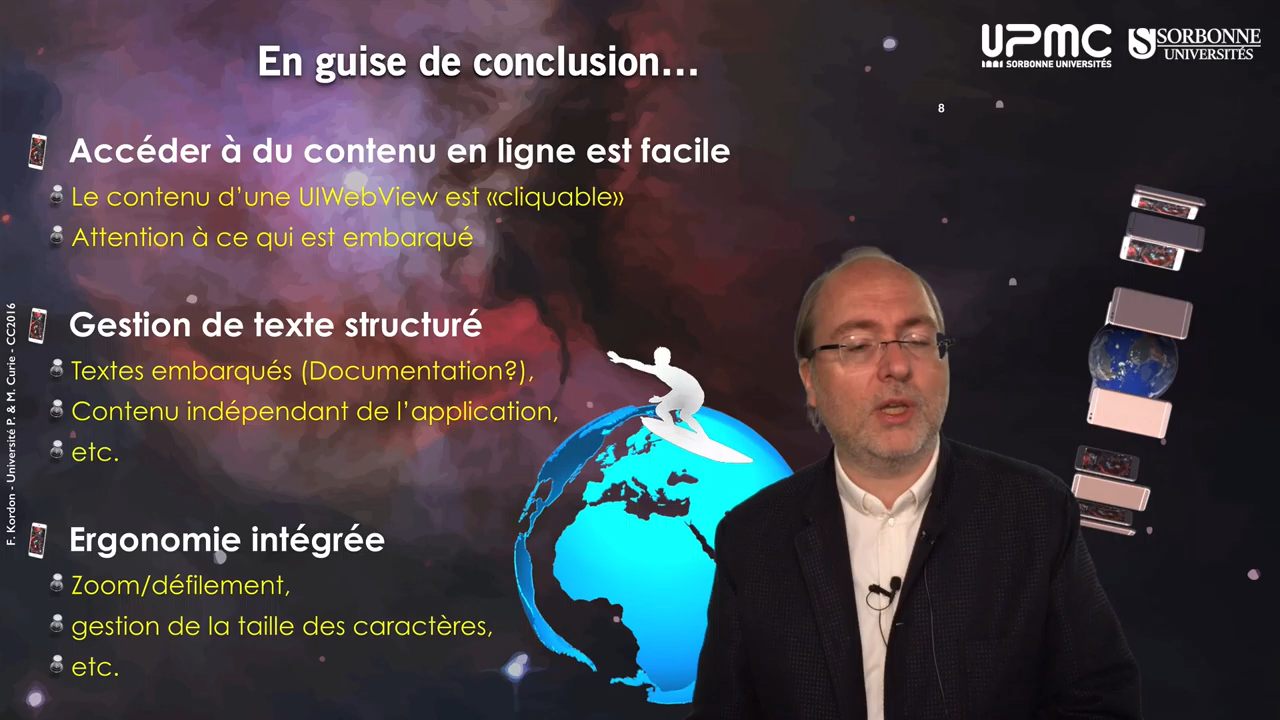 En guise de conclusion...
UPMC
SORBONNE UNIVERSITÉS
SORBONNE
UNIVERSITÉS
8
Accéder à du contenu en ligne est facile
Le contenu d’une UIWebView est «cliquable»
Attention à ce qui est embarqué
Gestion de texte structuré
Textes embarqués (Documentation?),
Contenu indépendant de l’application,
etc.
Ergonomie intégrée
Zoom/défilement,
gestion de la taille des caractères,
etc.
F. Kordon - Université P. & M. Curie - CC2016